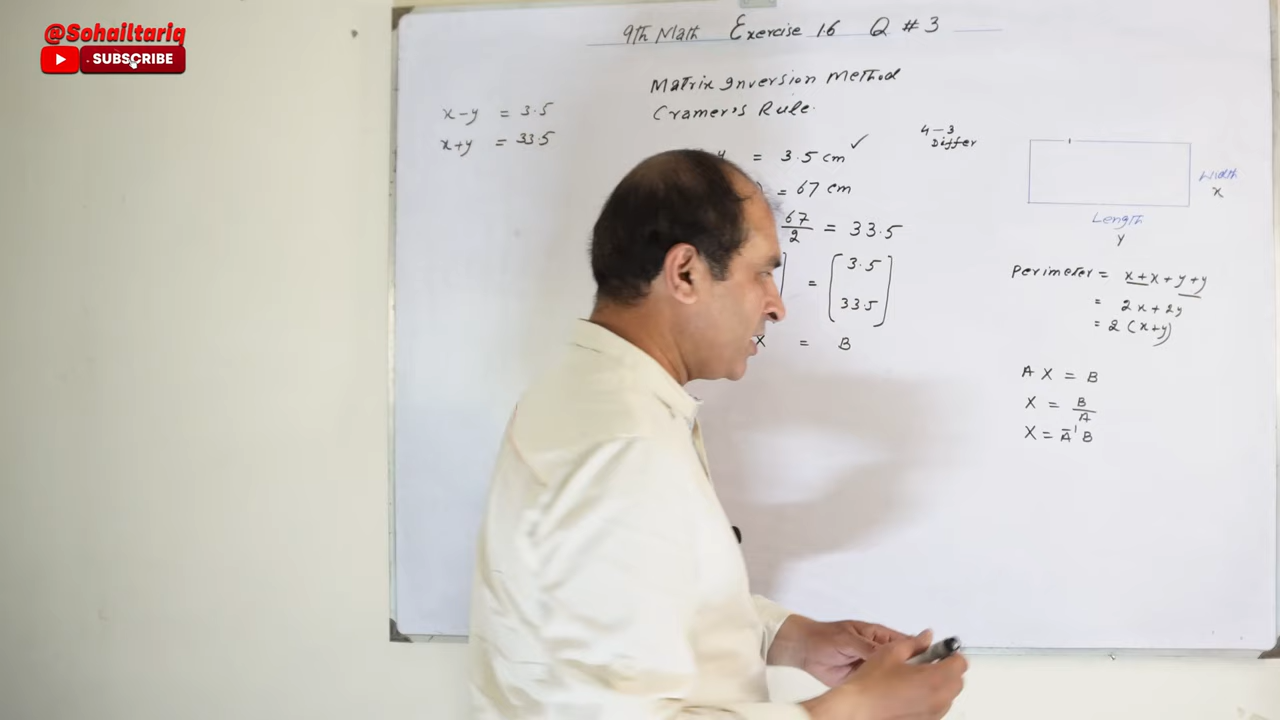 @Sohailtariq
SUBSCRIBE
9th Math Exercise 1.6 Q # 3
Matrix Inversion Method
Cramer's Rule.
x-y = 3.5
x+y = 33.5
y = 3.5 cm ✓
) = 67 cm
67/2 = 33.5
= [3.5
33.5]
X = B
4-3
Differ
Width
x
Length
y
Perimeter = x+x+y+y
= 2x+2y
= 2(x+y)
A X = B
X = B/A
X = A⁻¹B